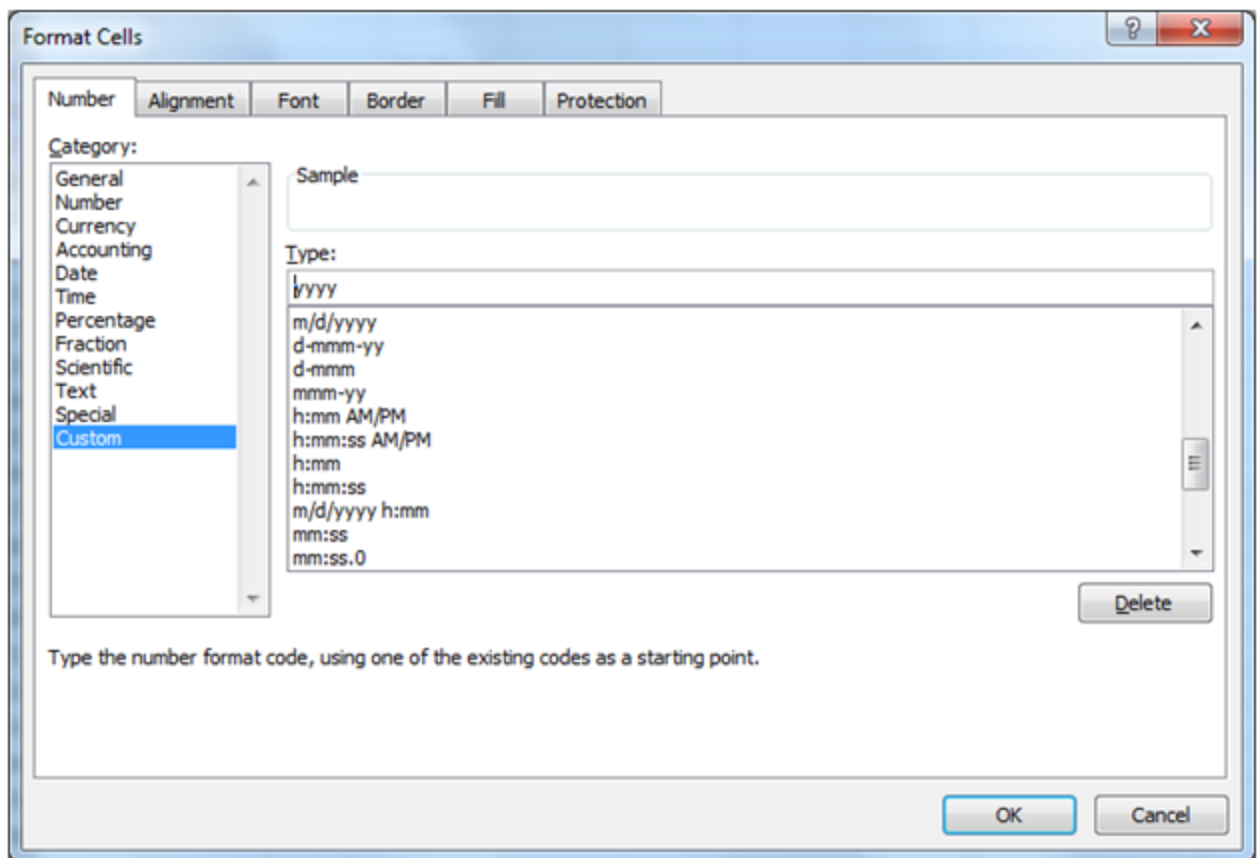 Format Cells
Number Alignment Font Border Fill Protection
Category:
General
Number
Currency
Accounting
Date
Time
Percentage
Fraction
Scientific
Text
Special
Custom
Sample
Type:
yyyy
m/d/yyyy
d-mmm-yy
d-mmm
mmm-yy
h:mm AM/PM
h:mm:ss AM/PM
h:mm
h:mm:ss
m/d/yyyy h:mm
mm:ss
mm:ss.0
Delete
Type the number format code, using one of the existing codes as a starting point.
OK Cancel